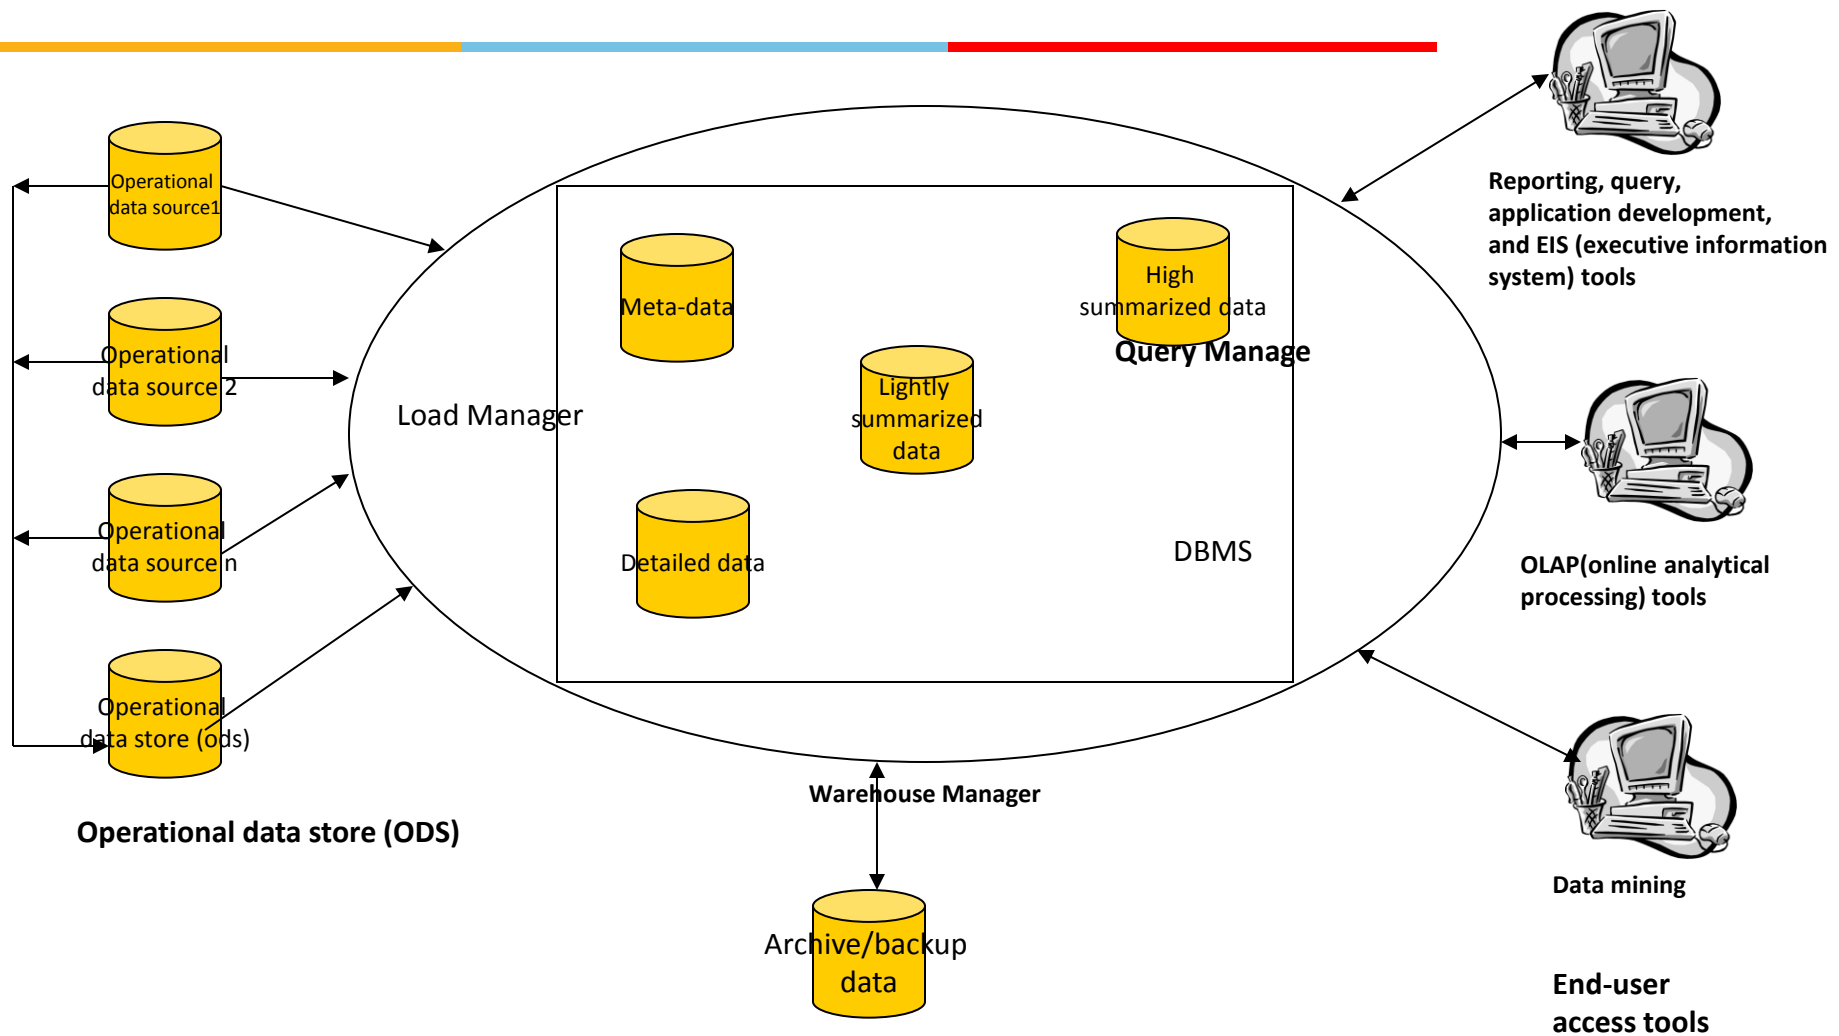 Operational
data source1
Operational
data source 2
Operational
data source n
Operational
data store (ods)
Operational data store (ODS)
Load Manager
Meta-data
High
summarized data
Query Manage
Lightly
summarized
data
Detailed data
DBMS
Warehouse Manager
Archive/backup
data
Reporting, query,
application development,
and EIS (executive information
system) tools
OLAP(online analytical
processing) tools
Data mining
End-user
access tools